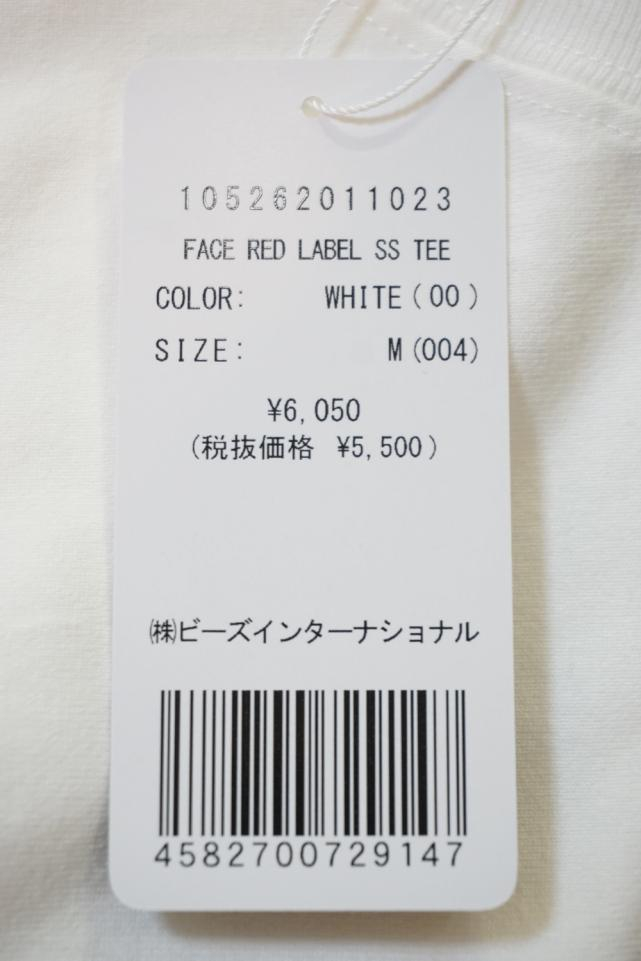 105262011023
FACE RED LABEL SS TEE
COLOR: WHITE(00)
SIZE: M(004)
¥6,050
(税抜価格 ¥5,500)
㈱ビーズインターナショナル
4582700729147